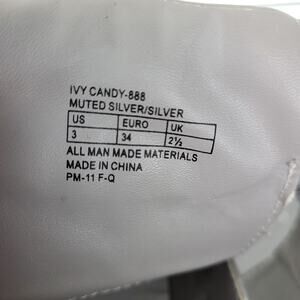 IVY CANDY-888
MUTED SILVER/SILVER
US EURO UK
3 34 2½
ALL MAN MADE MATERIALS
MADE IN CHINA
PM-11 F-Q